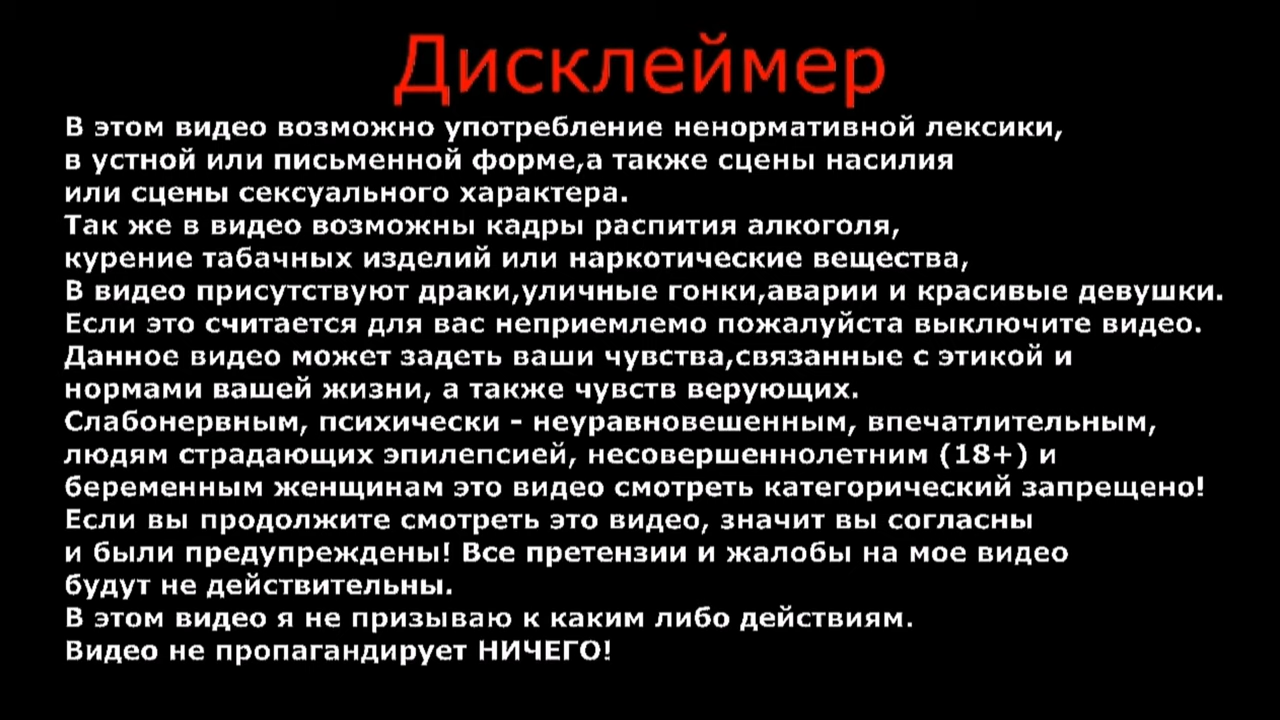 Дисклеймер
В этом видео возможно употребление ненормативной лексики,
в устной или письменной форме,а также сцены насилия
или сцены сексуального характера.
Так же в видео возможны кадры распития алкоголя,
курение табачных изделий или наркотические вещества,
В видео присутствуют драки,уличные гонки,аварии и красивые девушки.
Если это считается для вас неприемлемо пожалуйста выключите видео.
Данное видео может задеть ваши чувства,связанные с этикой и
нормами вашей жизни, а также чувств верующих.
Слабонервным, психически - неуравновешенным, впечатлительным,
людям страдающих эпилепсией, несовершеннолетним (18+) и
беременным женщинам это видео смотреть категорический запрещено!
Если вы продолжите смотреть это видео, значит вы согласны
и были предупреждены! Все претензии и жалобы на мое видео
будут не действительны.
В этом видео я не призываю к каким либо действиям.
Видео не пропагандирует НИЧЕГО!